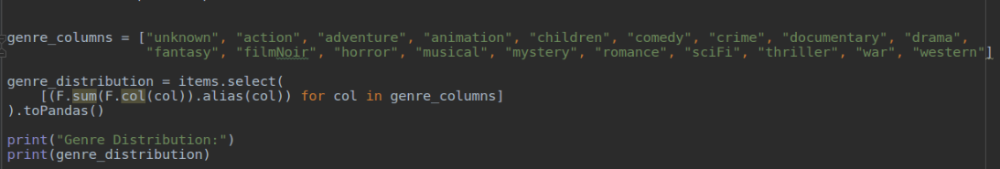 genre_columns = ["unknown", "action", "adventure", "animation", "children", "comedy", "crime", "documentary", "drama",
"fantasy", "filmNoir", "horror", "musical", "mystery", "romance", "sciFi", "thriller", "war", "western"]
genre_distribution = items.select(
[(F.sum(F.col(col)).alias(col)) for col in genre_columns]
).toPandas()
print("Genre Distribution:")
print(genre_distribution)